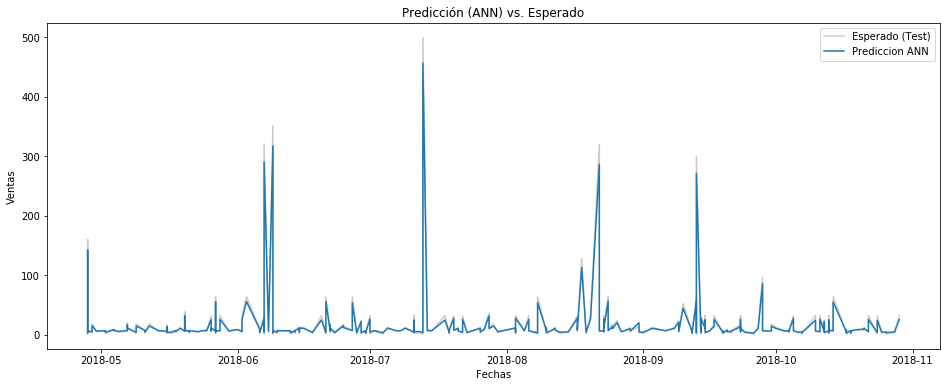 Predicción (ANN) vs. Esperado
Esperado (Test)
Prediccion ANN
Ventas
500
400
300
200
100
0
2018-05
2018-06
2018-07
2018-08
2018-09
2018-10
2018-11
Fechas